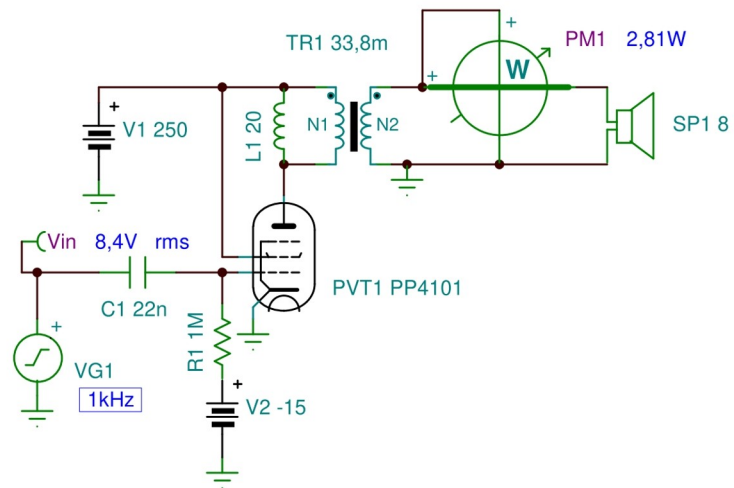 TR1 33,8m
+
PM1 2,81W
+
W
+
V1 250
L1 20
N1
N2
SP1 8
Vin 8,4V rms
C1 22n
PVT1 PP4101
+
R1 1M
VG1
1kHz
+
V2 -15